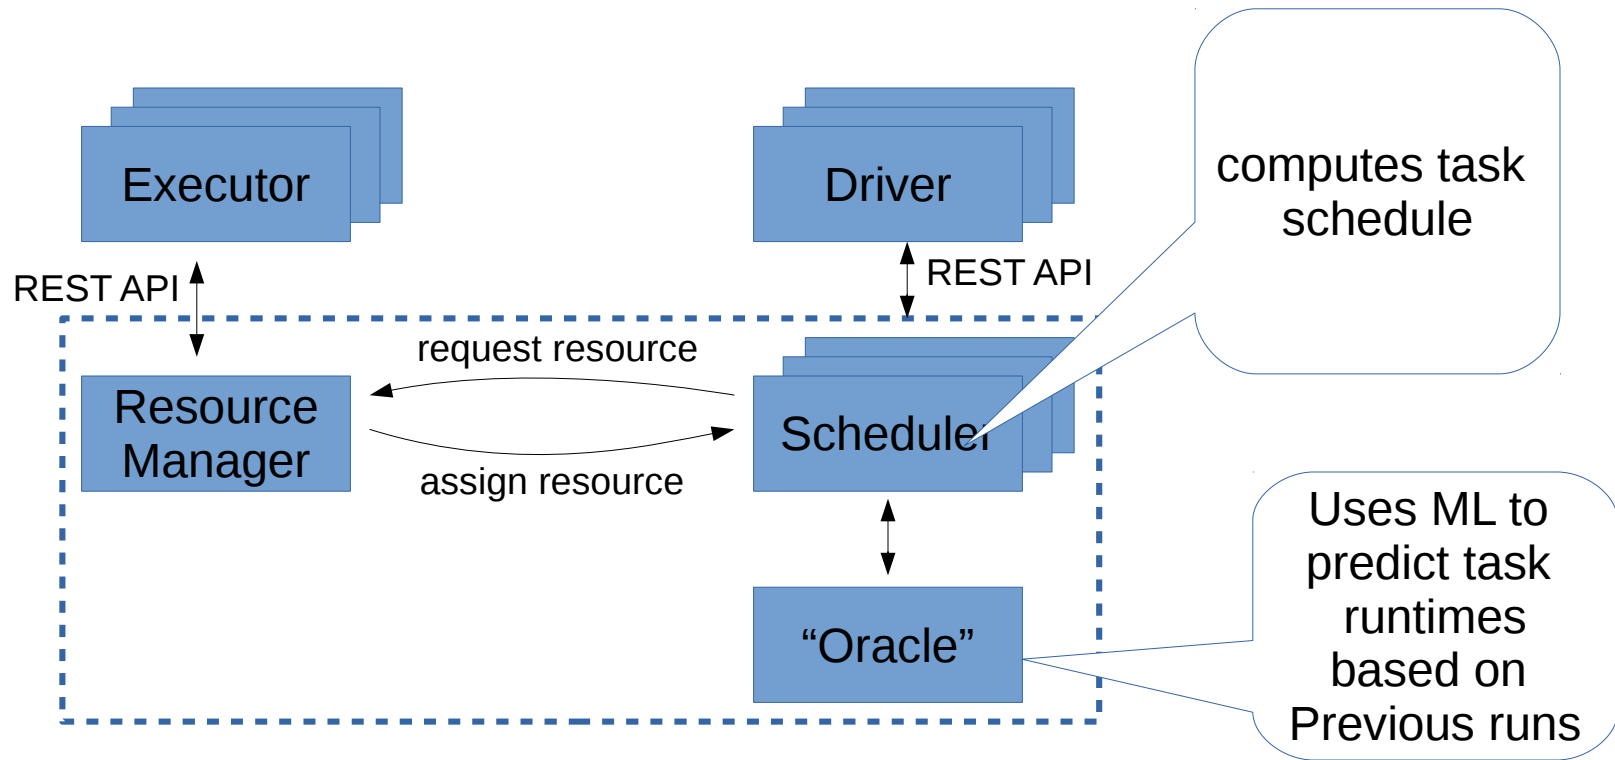 Executor
Driver
computes task
schedule
REST API
REST API
request resource
Resource
Manager
Scheduler
assign resource
“Oracle”
Uses ML to
predict task
runtimes
based on
Previous runs